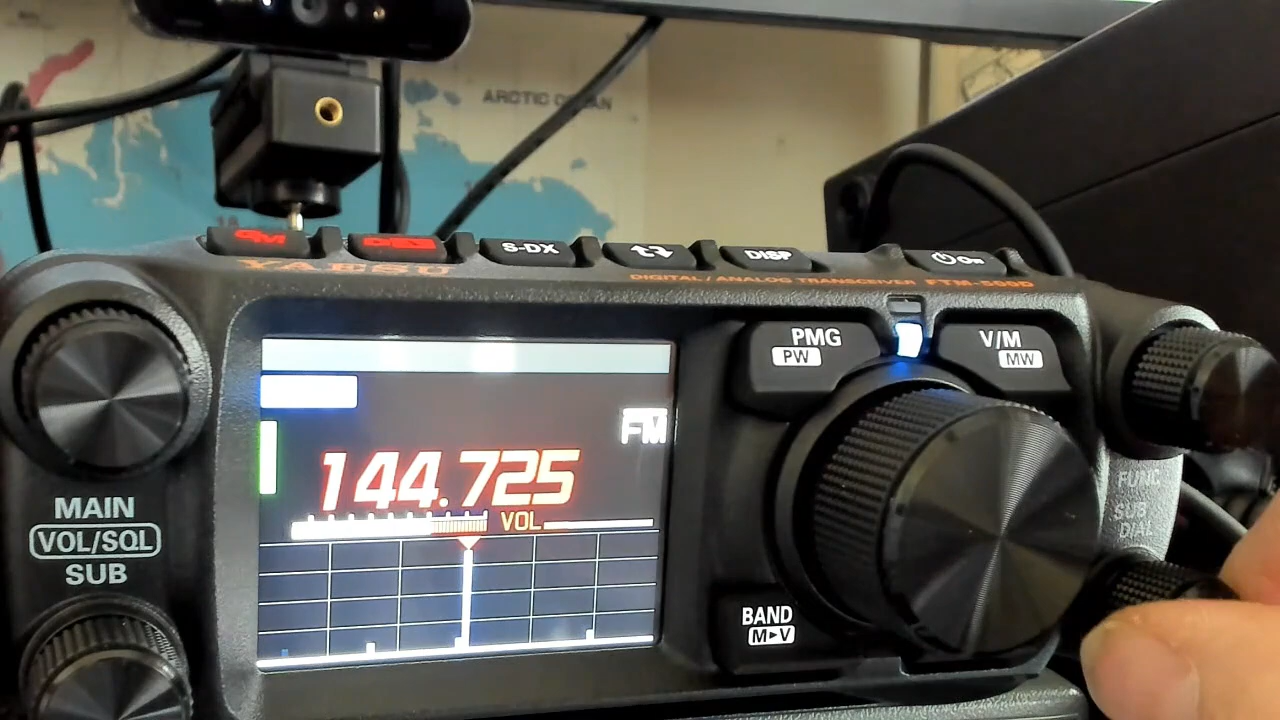 ARCTIC OCEAN
S-DX
DISP
YAESU
DIGITAL / ANALOG TRANSCEIVER FTM-500D
PMG
PW
V/M
MW
FM
144.725
VOL
MAIN
VOL/SQL
SUB
FUNC
SUB
DIAL
BAND
M▸V